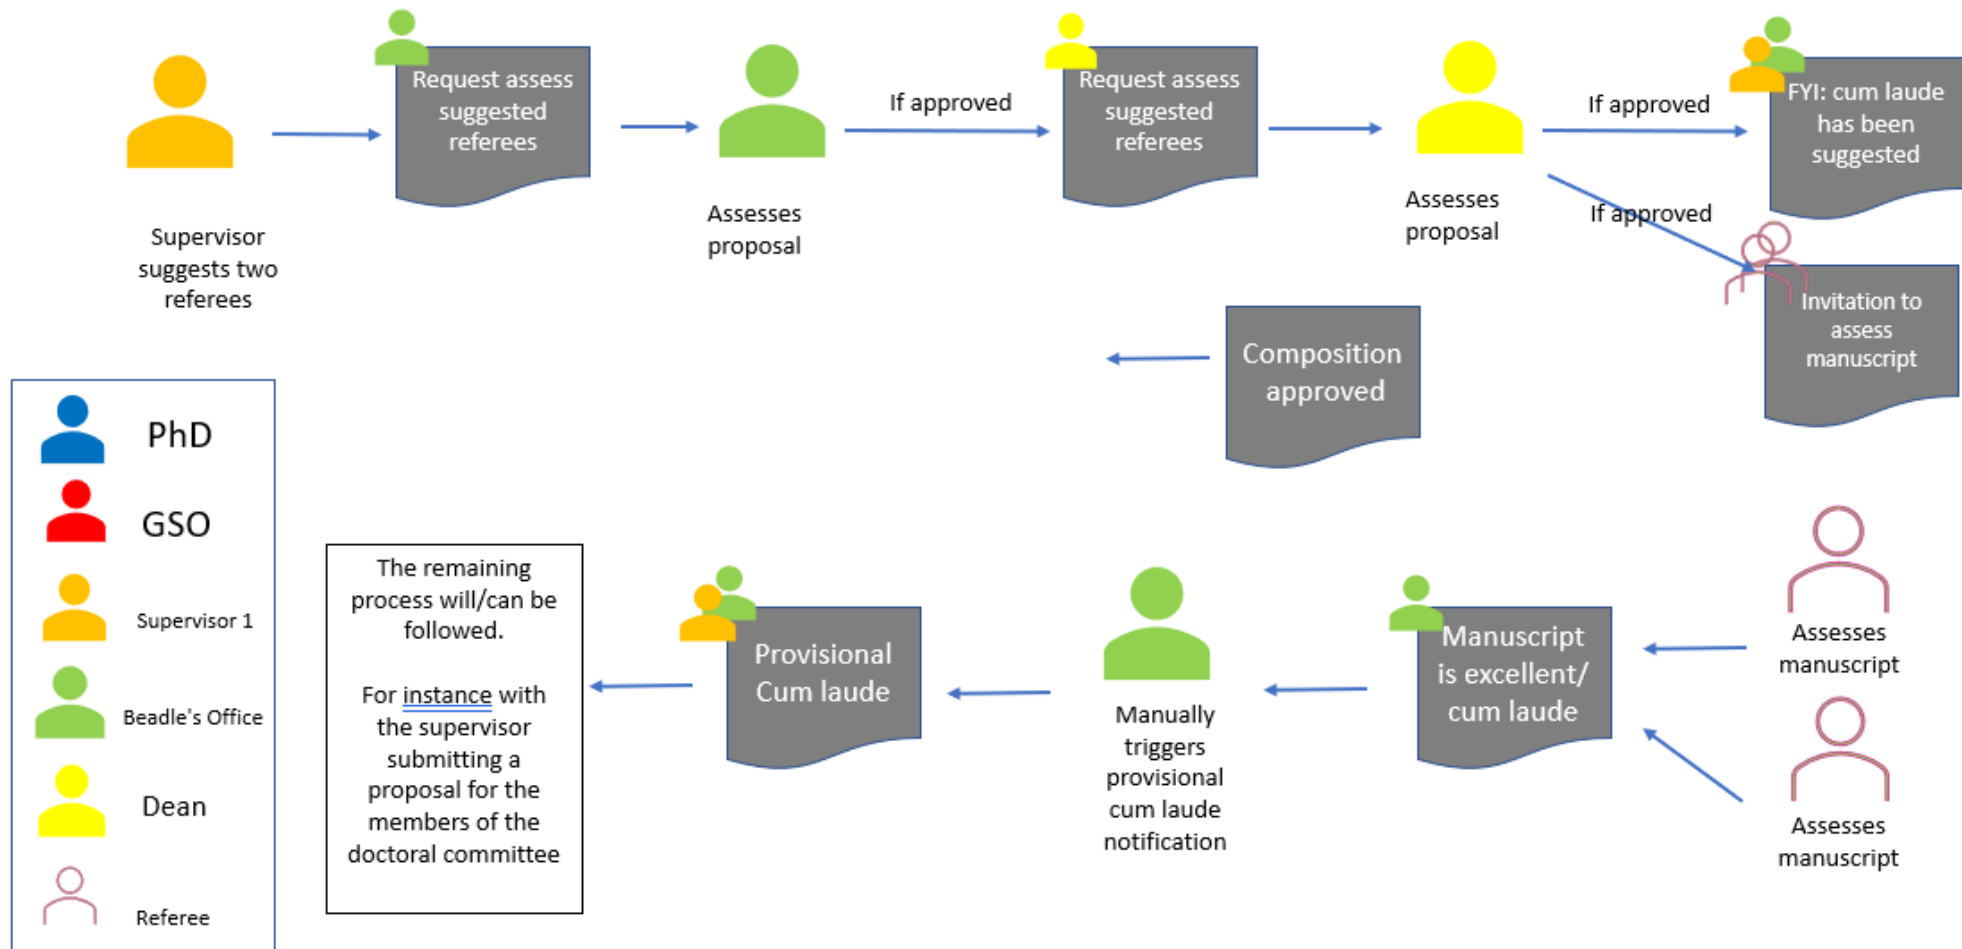 Request assess
suggested
referees
If approved
Request assess
suggested
referees
If approved
FYI: cum laude
has been
suggested
Supervisor
suggests two
referees
Assesses
proposal
Assesses
proposal
If approved
Invitation to
assess
manuscript
Composition
approved
PhD
GSO
Supervisor 1
Beadle's Office
Dean
Referee
The remaining
process will/can be
followed.
For instance with
the supervisor
submitting a
proposal for the
members of the
doctoral committee
Provisional
Cum laude
Manually
triggers
provisional
cum laude
notification
Manuscript
is excellent/
cum laude
Assesses
manuscript
Assesses
manuscript